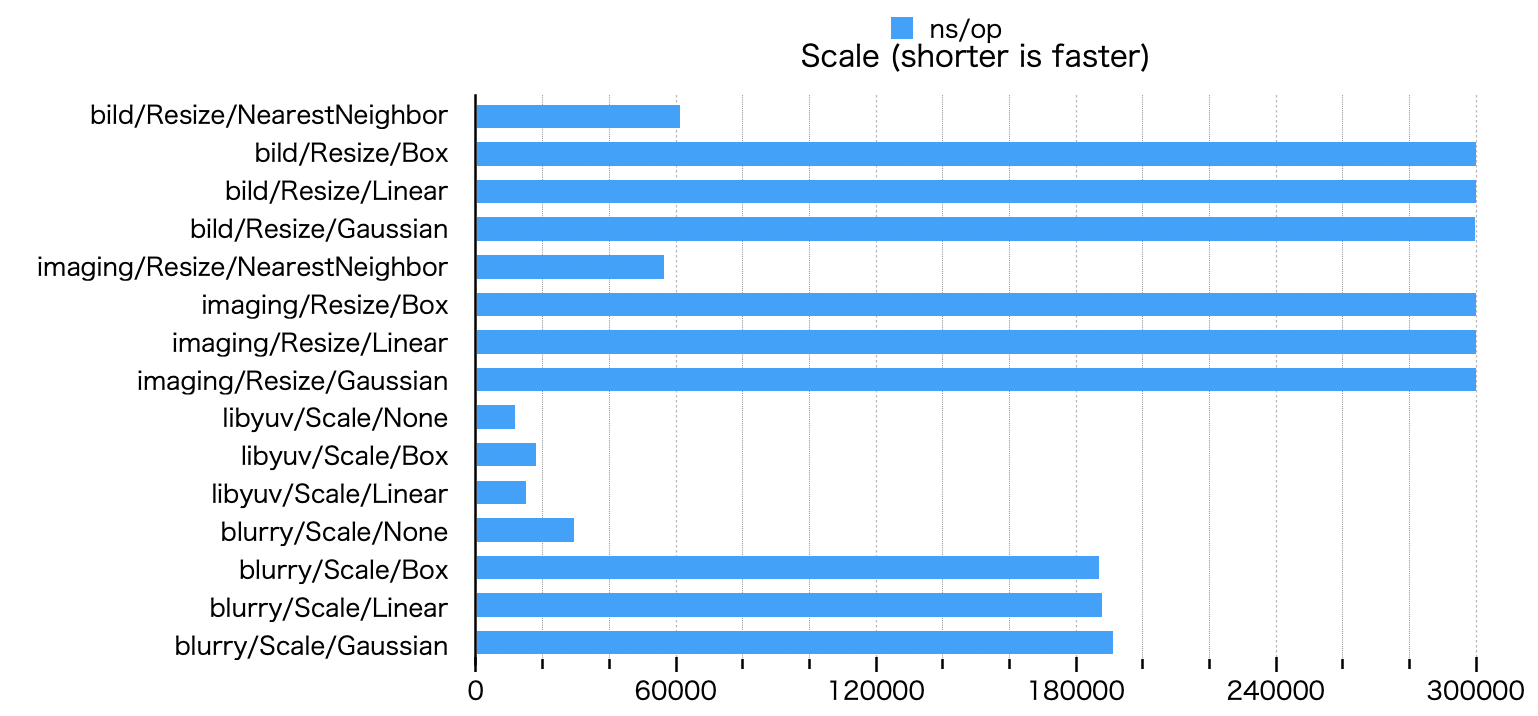 ns/op
Scale (shorter is faster)
bild/Resize/NearestNeighbor
bild/Resize/Box
bild/Resize/Linear
bild/Resize/Gaussian
imaging/Resize/NearestNeighbor
imaging/Resize/Box
imaging/Resize/Linear
imaging/Resize/Gaussian
libyuv/Scale/None
libyuv/Scale/Box
libyuv/Scale/Linear
blurry/Scale/None
blurry/Scale/Box
blurry/Scale/Linear
blurry/Scale/Gaussian
0 60000 120000 180000 240000 300000